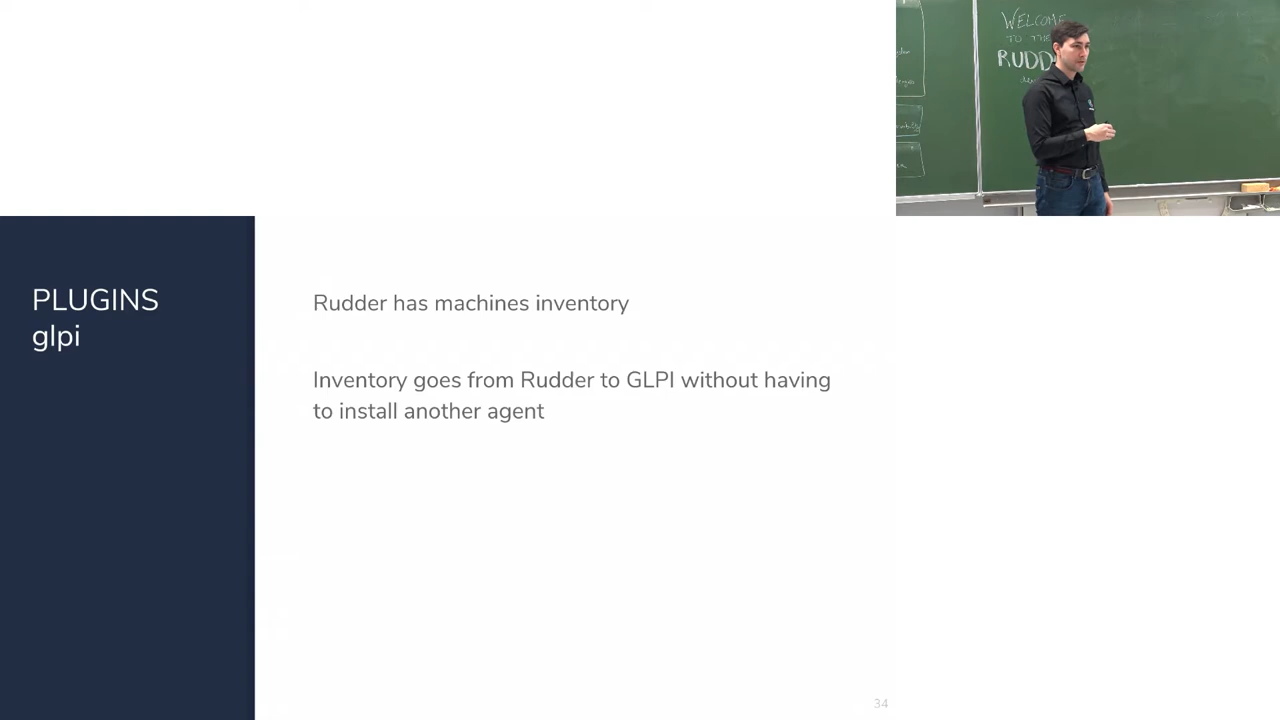 WELCOME
TO THE
RUDD
PLUGINS
glpi
Rudder has machines inventory
Inventory goes from Rudder to GLPI without having
to install another agent
34